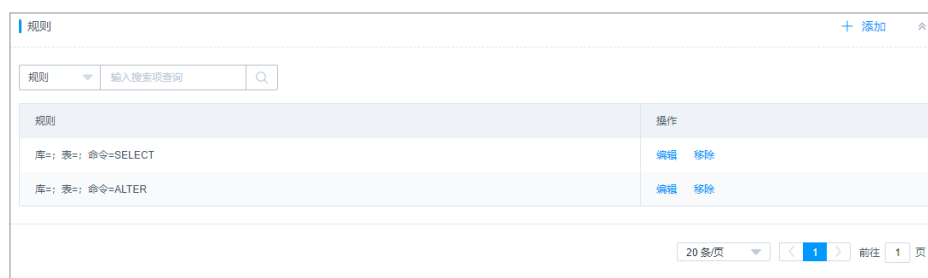 规则 添加
规则 输入搜索项查询
规则 操作
库=; 表=; 命令=SELECT 编辑 移除
库=; 表=; 命令=ALTER 编辑 移除
20 条/页 1 前往 1 页